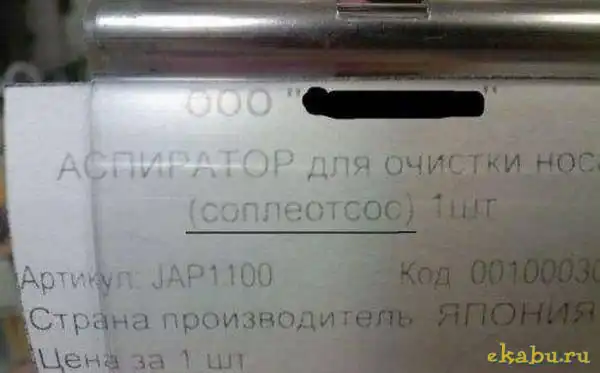 ООО "
"
АСПИРАТОР для очистки носа
(соплеотсос) 1шт
Артикул: JAP1100
Код 00100030
Страна производитель ЯПОНИЯ
Цена за 1 шт
ekabu.ru